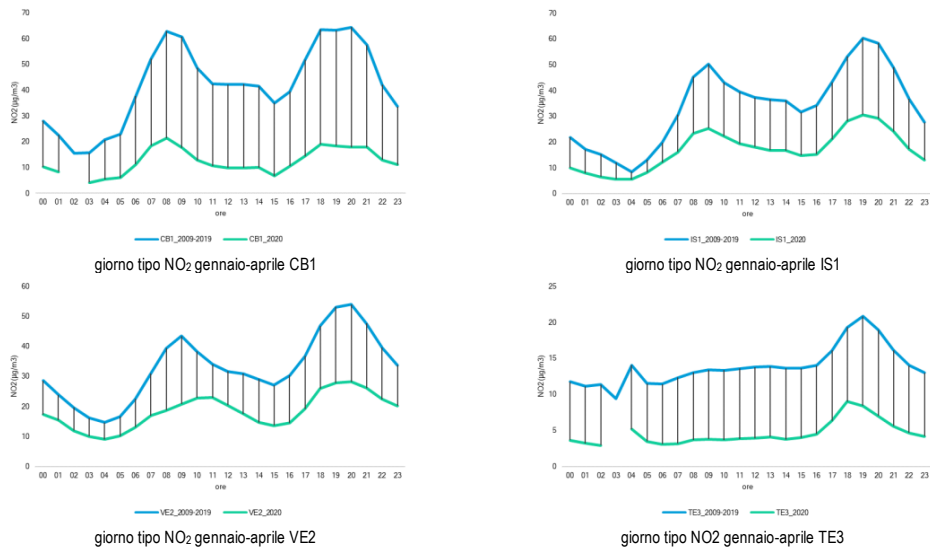 70
60
50
40
30
20
10
0
NO2(µg/m3)
00 01 02 03 04 05 06 07 08 09 10 11 12 13 14 15 16 17 18 19 20 21 22 23
ore
CB1_2009-2019 CB1_2020
giorno tipo NO₂ gennaio-aprile CB1
70
60
50
40
30
20
10
0
NO2(µg/m3)
00 01 02 03 04 05 06 07 08 09 10 11 12 13 14 15 16 17 18 19 20 21 22 23
ore
IS1_2009-2019 IS1_2020
giorno tipo NO₂ gennaio-aprile IS1
60
50
40
30
20
10
0
NO2(µg/m3)
00 01 02 03 04 05 06 07 08 09 10 11 12 13 14 15 16 17 18 19 20 21 22 23
ore
VE2_2009-2019 VE2_2020
giorno tipo NO₂ gennaio-aprile VE2
25
20
15
10
5
0
NO2(µg/m3)
00 01 02 03 04 05 06 07 08 09 10 11 12 13 14 15 16 17 18 19 20 21 22 23
ore
TE3_2009-2019 TE3_2020
giorno tipo NO2 gennaio-aprile TE3